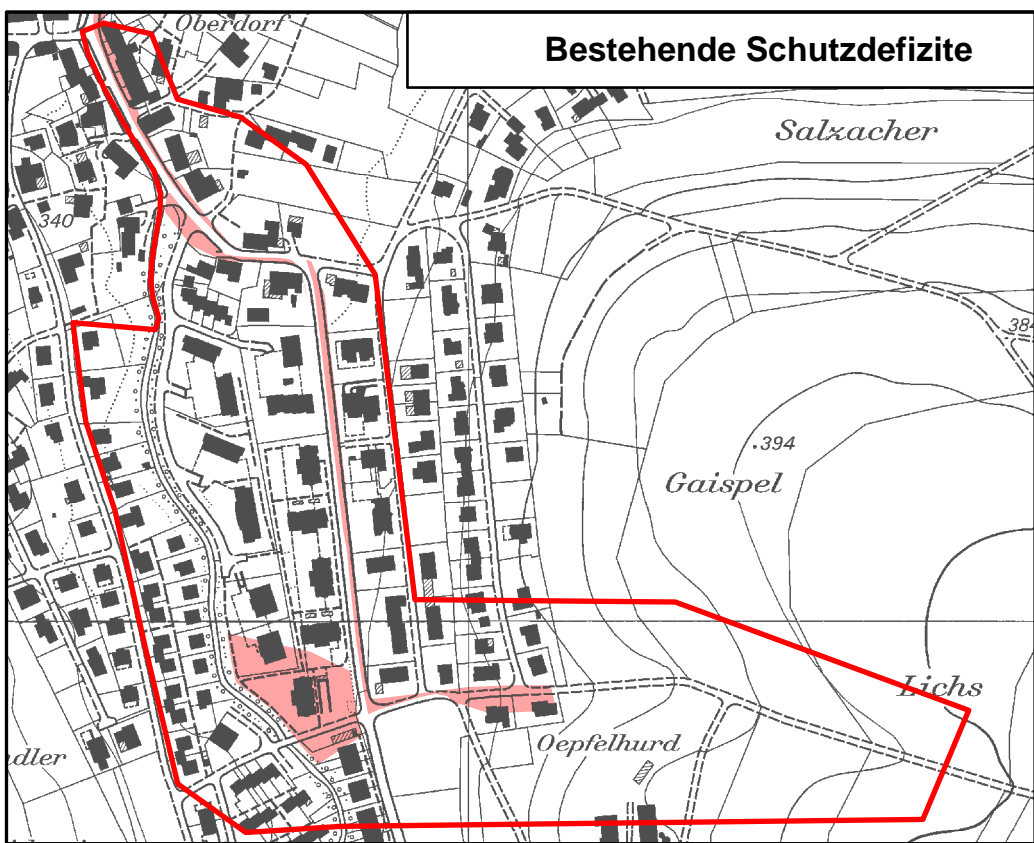 Oberdorf
Bestehende Schutzdefizite
Salzacher
340
384
394
Gaispel
Lichs
Oepfelhurd
dler